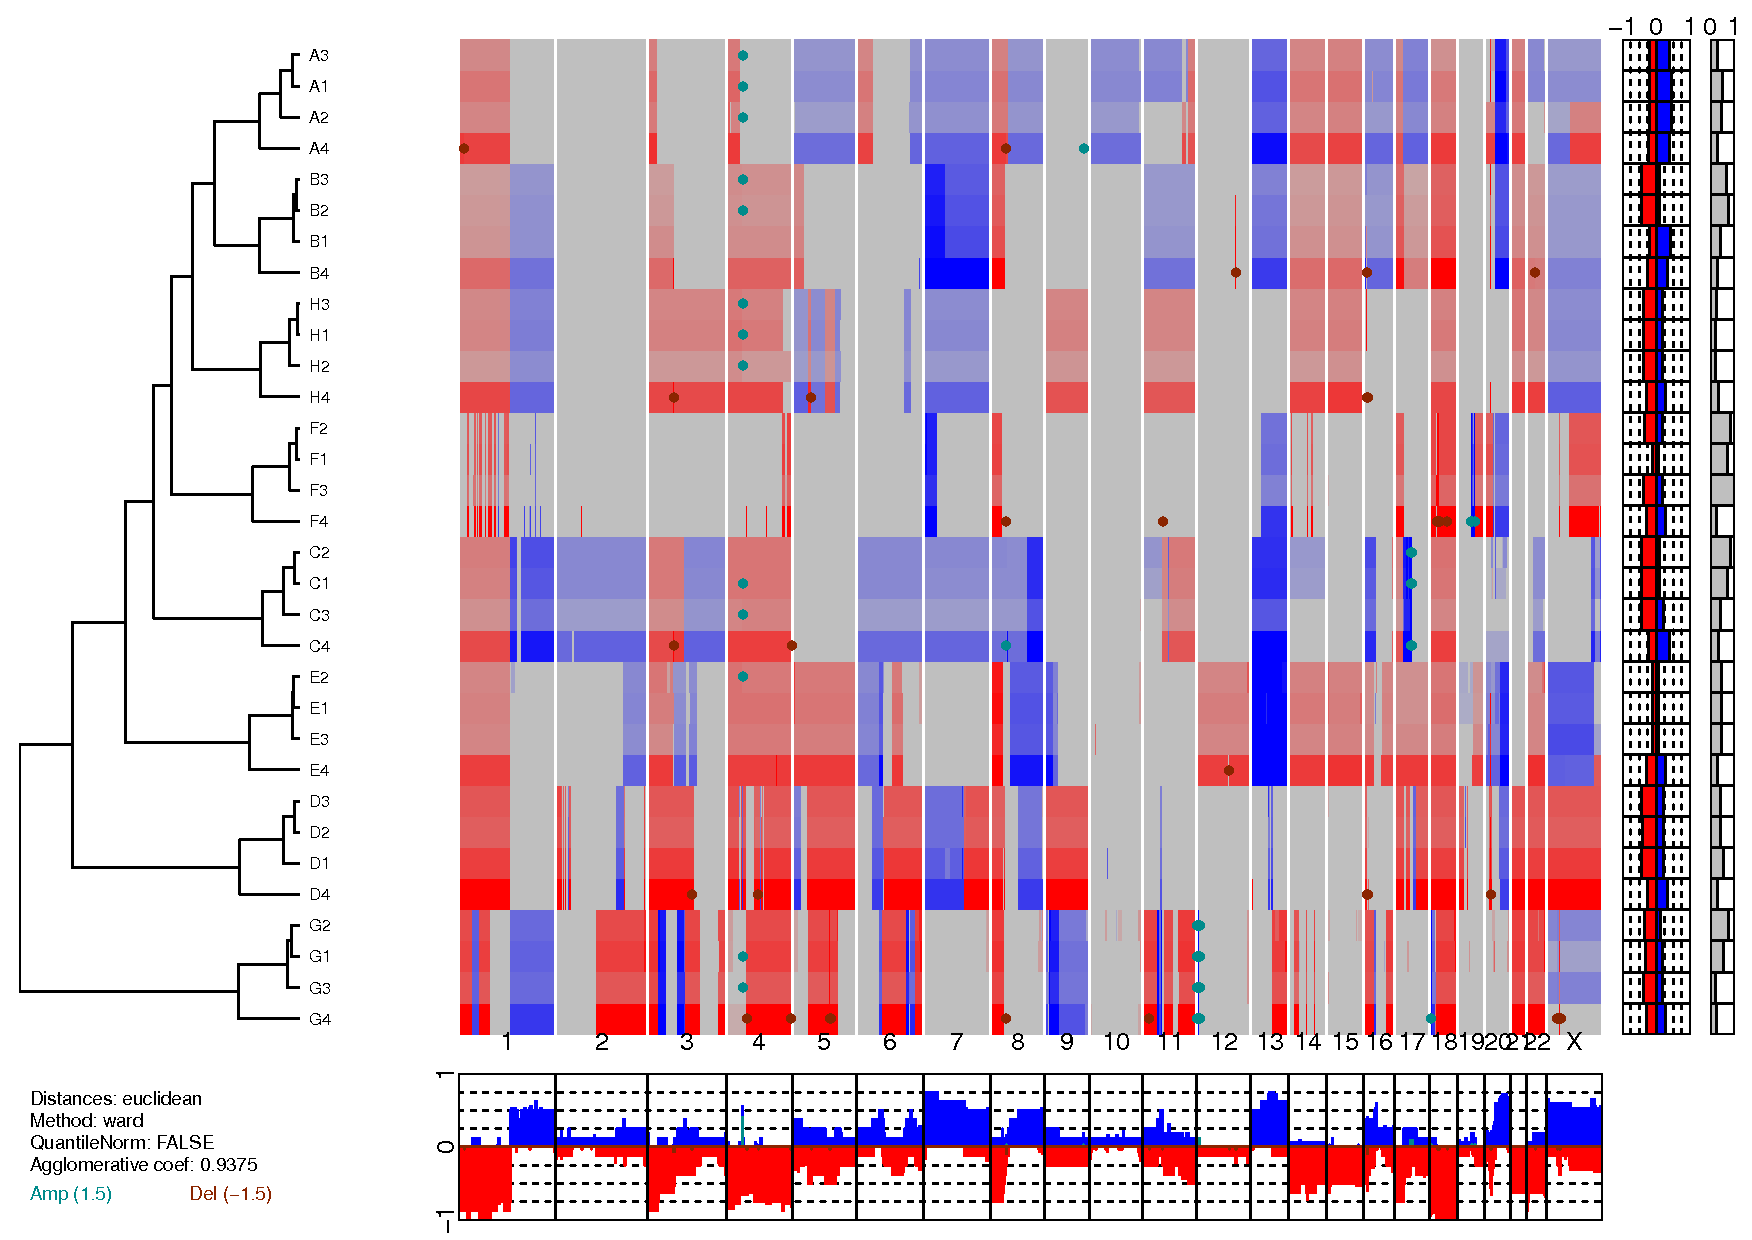 −1 0 1 0 1
A3
A1
A2
A4
B3
B2
B1
B4
H3
H1
H2
H4
F2
F1
F3
F4
C2
C1
C3
C4
E2
E1
E3
E4
D3
D2
D1
D4
G2
G1
G3
G4
1 2 3 4 5 6 7 8 9 10 11 12 13 14 15 16 17 18 19 20 21 22 X
1
0
−1
Distances: euclidean
Method: ward
QuantileNorm: FALSE
Agglomerative coef: 0.9375
Amp (1.5) Del (−1.5)